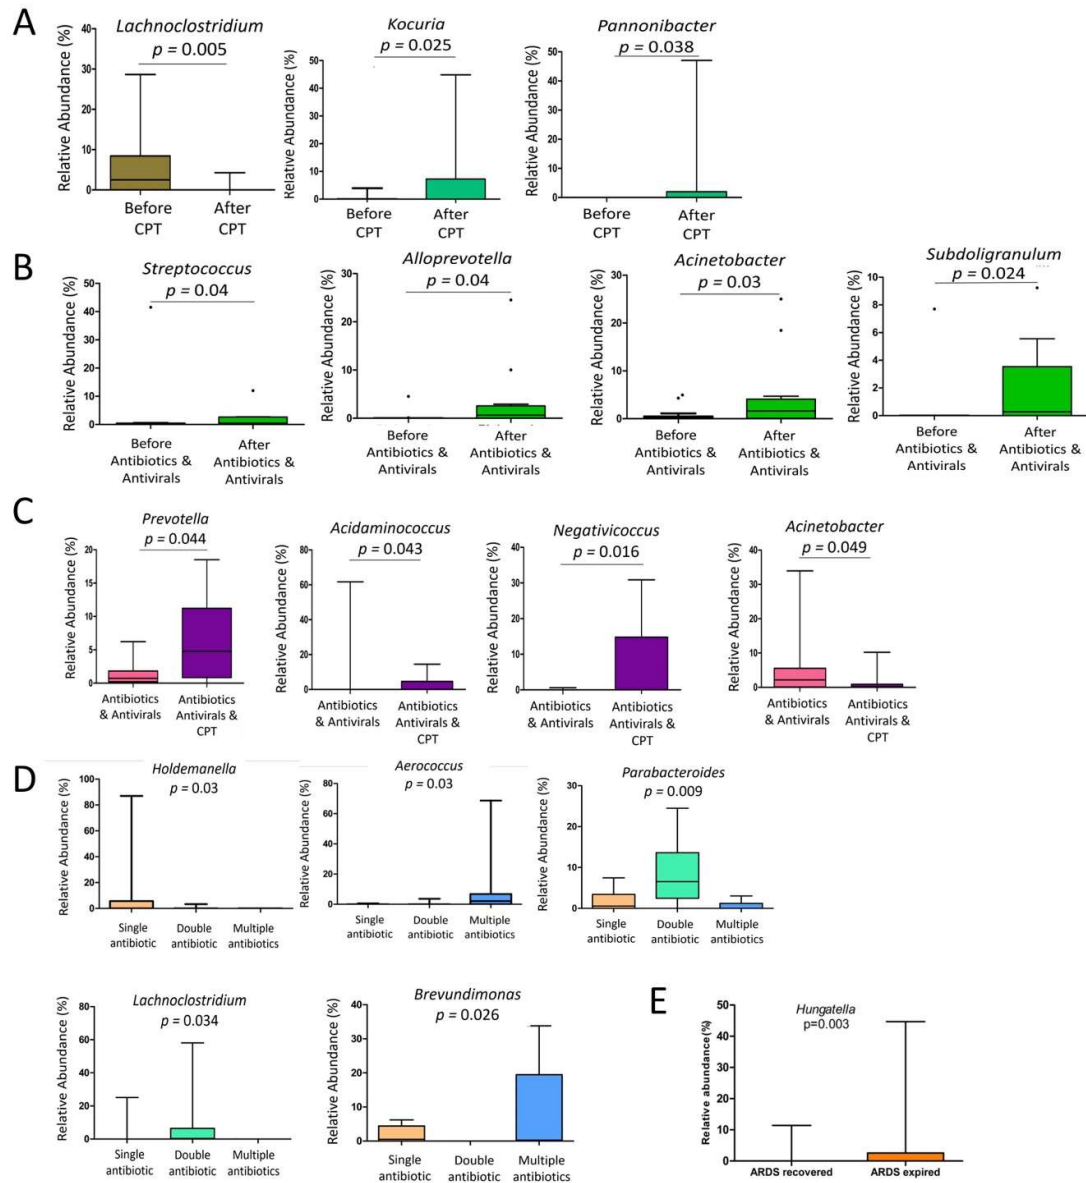 A
Lachnoclostridium
p = 0.005
Relative Abundance (%)
40
30
20
10
0
Before CPT
After CPT
Kocuria
p = 0.025
Relative Abundance (%)
50
40
30
20
10
0
Before CPT
After CPT
Pannonibacter
p = 0.038
Relative Abundance (%)
50
40
30
20
10
0
Before CPT
After CPT
B
Streptococcus
p = 0.04
Relative Abundance (%)
50
40
30
20
10
0
Before Antibiotics & Antivirals
After Antibiotics & Antivirals
Alloprevotella
p = 0.04
Relative Abundance (%)
30
20
10
0
Before Antibiotics & Antivirals
After Antibiotics & Antivirals
Acinetobacter
p = 0.03
Relative Abundance (%)
30
20
10
0
Before Antibiotics & Antivirals
After Antibiotics & Antivirals
Subdoligranulum
p = 0.024
Relative Abundance (%)
10
8
6
4
2
0
Before Antibiotics & Antivirals
After Antibiotics & Antivirals
C
Prevotella
p = 0.044
Relative Abundance (%)
20
15
10
5
0
Antibiotics & Antivirals
Antibiotics Antivirals & CPT
Acidaminococcus
p = 0.043
Relative Abundance (%)
80
60
40
20
0
Antibiotics & Antivirals
Antibiotics Antivirals & CPT
Negativicoccus
p = 0.016
Relative Abundance (%)
40
30
20
10
0
Antibiotics & Antivirals
Antibiotics Antivirals & CPT
Acinetobacter
p = 0.049
Relative Abundance (%)
40
30
20
10
0
Antibiotics & Antivirals
Antibiotics Antivirals & CPT
D
Holdemanella
p = 0.03
Relative Abundance (%)
100
80
60
40
20
0
Single antibiotic
Double antibiotic
Multiple antibiotics
Aerococcus
p = 0.03
Relative Abundance (%)
80
60
40
20
0
Single antibiotic
Double antibiotic
Multiple antibiotics
Parabacteroides
p = 0.009
Relative Abundance (%)
30
20
10
0
Single antibiotic
Double antibiotic
Multiple antibiotics
Lachnoclostridium
p = 0.034
Relative Abundance (%)
80
60
40
20
0
Single antibiotic
Double antibiotic
Multiple antibiotics
Brevundimonas
p = 0.026
Relative Abundance (%)
40
30
20
10
0
Single antibiotic
Double antibiotic
Multiple antibiotics
E
Hungatella
p=0.003
Relative abundance(%)
50
40
30
20
10
0
ARDS recovered
ARDS expired